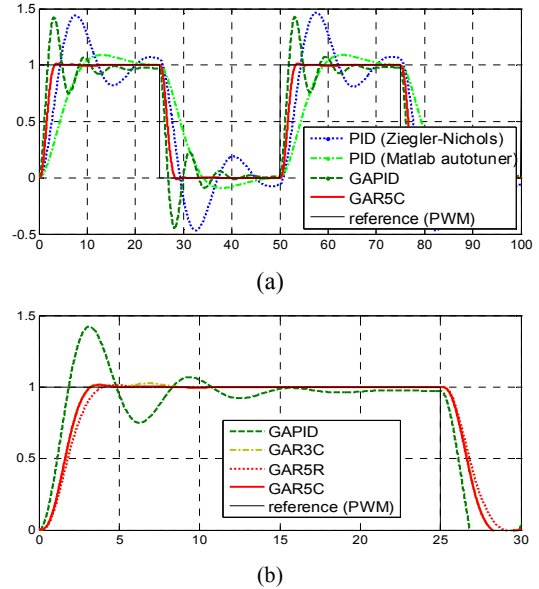 1.5
1
0.5
0
-0.5
PID (Ziegler-Nichols)
PID (Matlab autotuner)
GAPID
GAR5C
reference (PWM)
0 10 20 30 40 50 60 70 80 90 100
(a)
1.5
1
0.5
0
GAPID
GAR3C
GAR5R
GAR5C
reference (PWM)
0 5 10 15 20 25 30
(b)